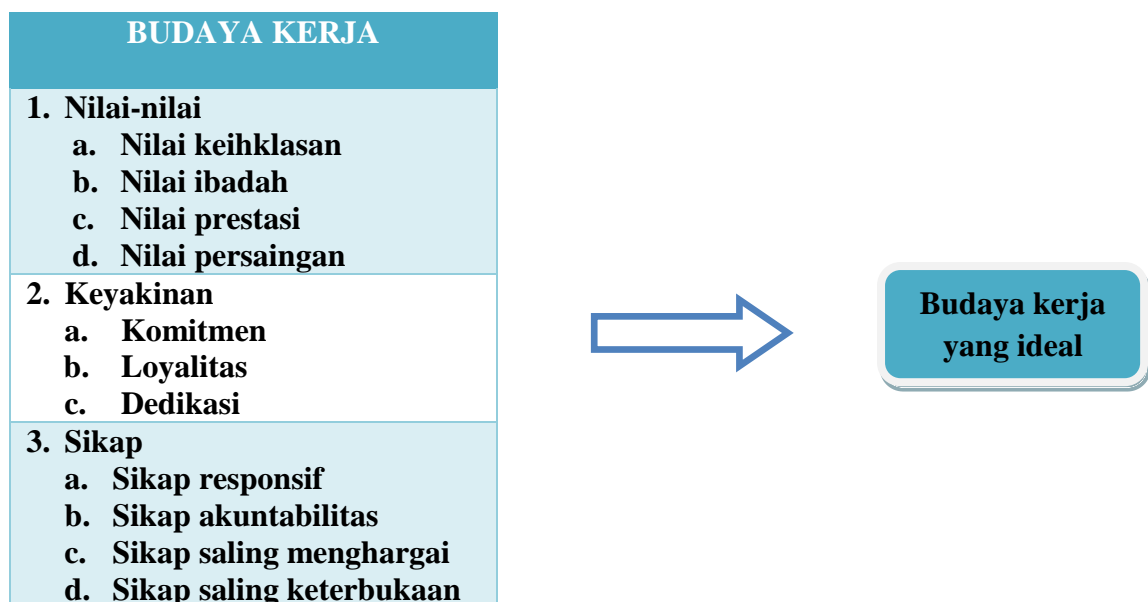 BUDAYA KERJA
1. Nilai-nilai
a. Nilai keihklasan
b. Nilai ibadah
c. Nilai prestasi
d. Nilai persaingan
2. Keyakinan
a. Komitmen
b. Loyalitas
c. Dedikasi
3. Sikap
a. Sikap responsif
b. Sikap akuntabilitas
c. Sikap saling menghargai
d. Sikap saling keterbukaan
Budaya kerja
yang ideal